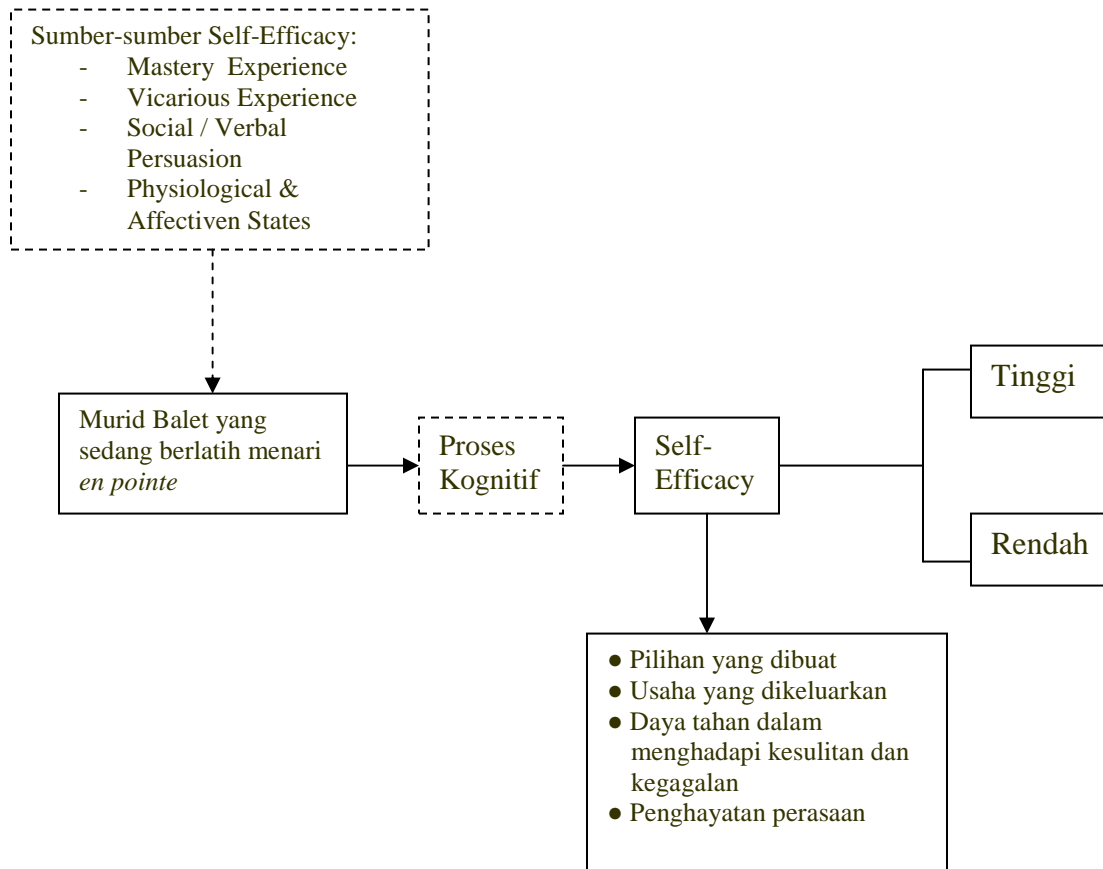 Sumber-sumber Self-Efficacy:
- Mastery Experience
- Vicarious Experience
- Social / Verbal
Persuasion
- Physiological &
Affectiven States
Murid Balet yang
sedang berlatih menari
en pointe
Proses
Kognitif
Self-
Efficacy
Tinggi
Rendah
● Pilihan yang dibuat
● Usaha yang dikeluarkan
● Daya tahan dalam
menghadapi kesulitan dan
kegagalan
● Penghayatan perasaan